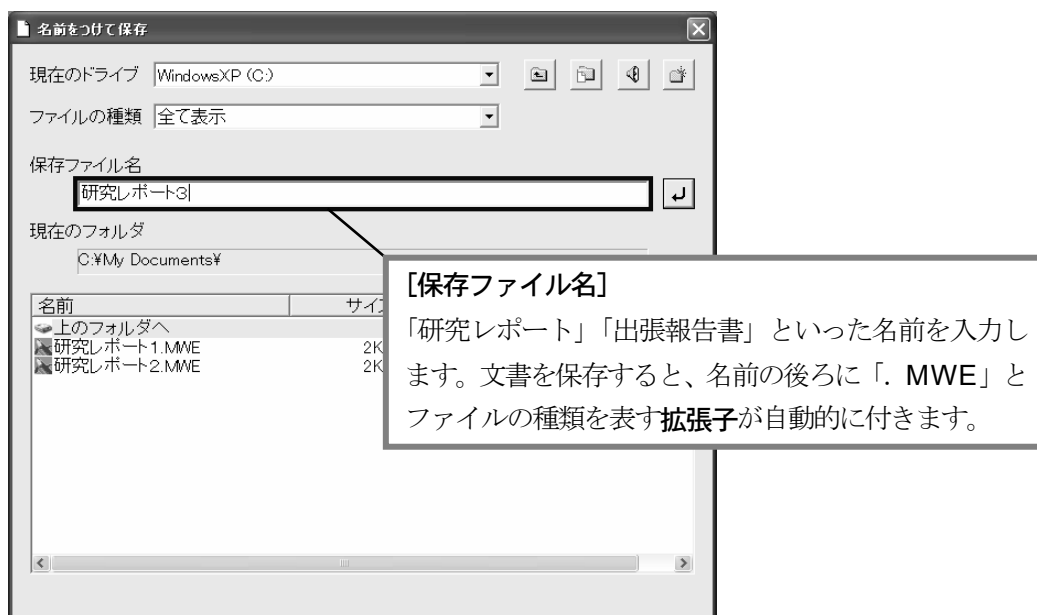 名前をつけて保存
現在のドライブ WindowsXP (C:)
ファイルの種類 全て表示
保存ファイル名
研究レポート3
現在のフォルダ
C:¥My Documents¥
[保存ファイル名]
「研究レポート」「出張報告書」といった名前を入力し
ます。文書を保存すると、名前の後ろに「. MWE」と
ファイルの種類を表す拡張子が自動的に付きます。
名前 サイズ
上のフォルダへ
研究レポート1.MWE 2K
研究レポート2.MWE 2K